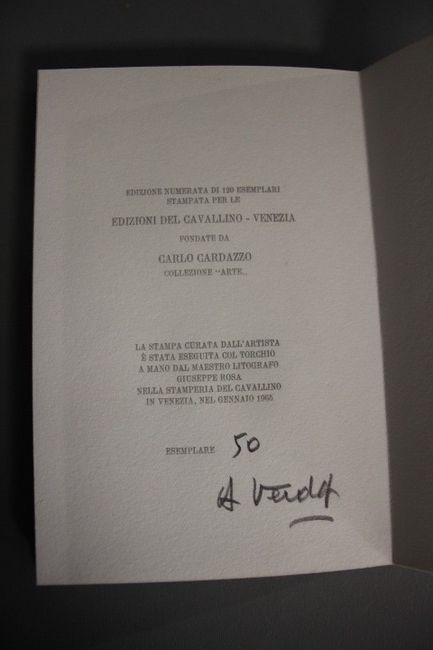 EDIZIONE NUMERATA DI 120 ESEMPLARI
STAMPATA PER LE
EDIZIONI DEL CAVALLINO - VENEZIA
FONDATE DA
CARLO CARDAZZO
COLLEZIONE "ARTE„
LA STAMPA CURATA DALL'ARTISTA
È STATA ESEGUITA COL TORCHIO
A MANO DAL MAESTRO LITOGRAFO
GIUSEPPE ROSA
NELLA STAMPERIA DEL CAVALLINO
IN VENEZIA, NEL GENNAIO 1965
ESEMPLARE 50
A Verdet